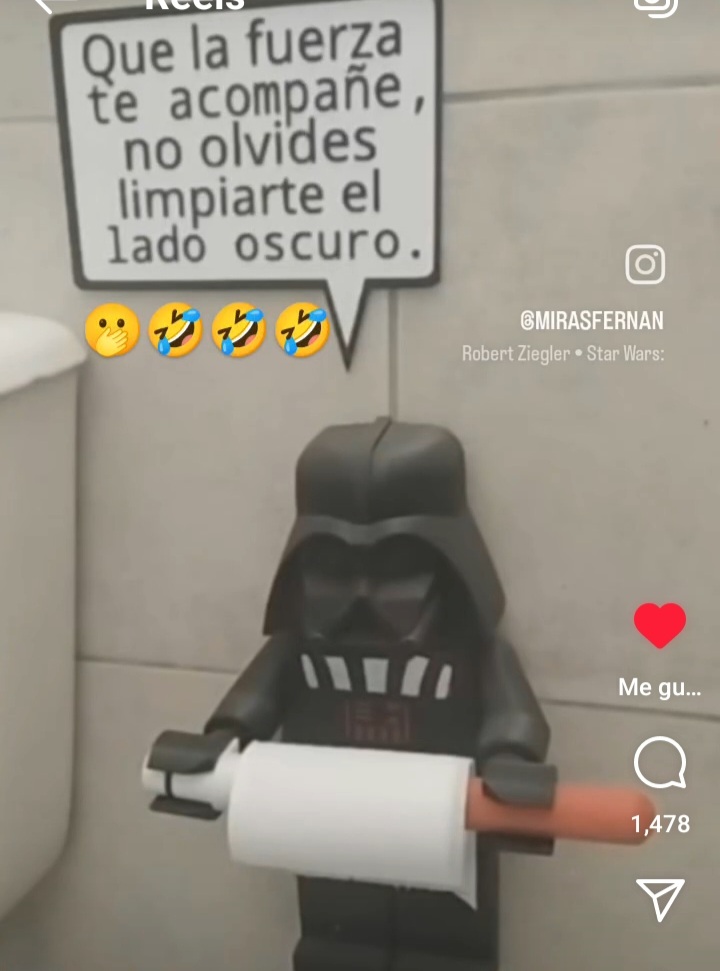 Reels
Que la fuerza
te acompañe,
no olvides
limpiarte el
lado oscuro.
@MIRASFERNAN
Robert Ziegler • Star Wars:
Me gu...
1,478